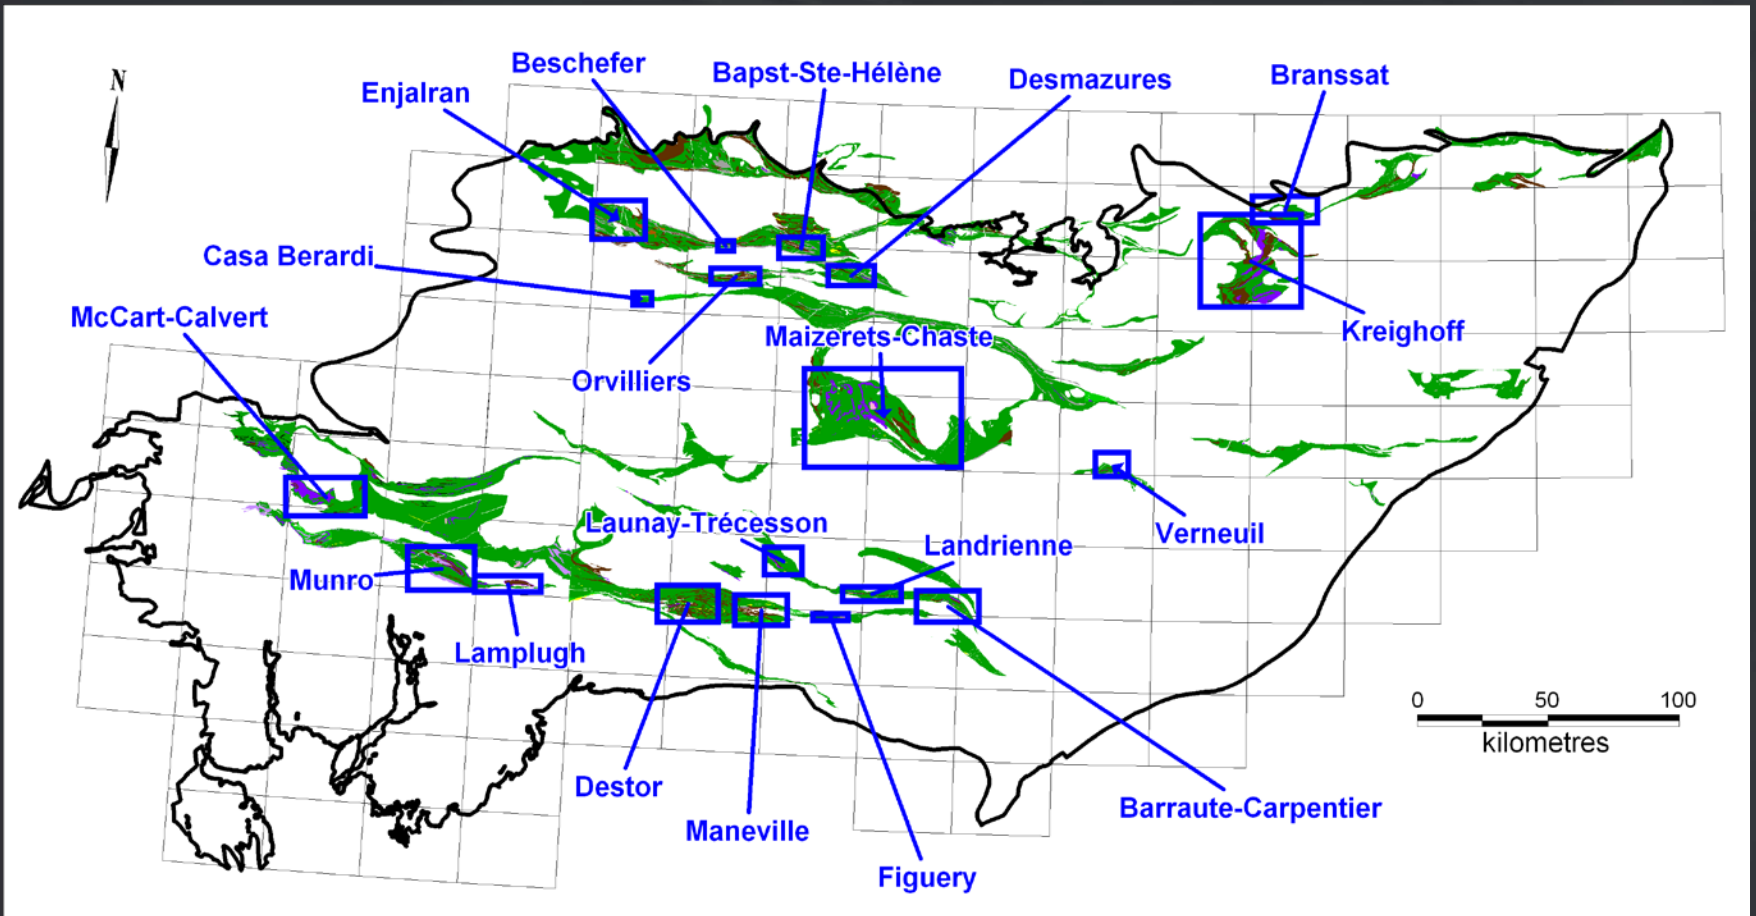 Beschefer
Bapst-Ste-Hélène
Desmazures
Branssat
N
Enjalran
Casa Berardi
McCart-Calvert
Maizerets-Chaste
Kreighoff
Orvilliers
Launay-Trécesson
Verneuil
Landrienne
Munro
Lamplugh
0 50 100
kilometres
Destor
Barraute-Carpentier
Maneville
Figuery